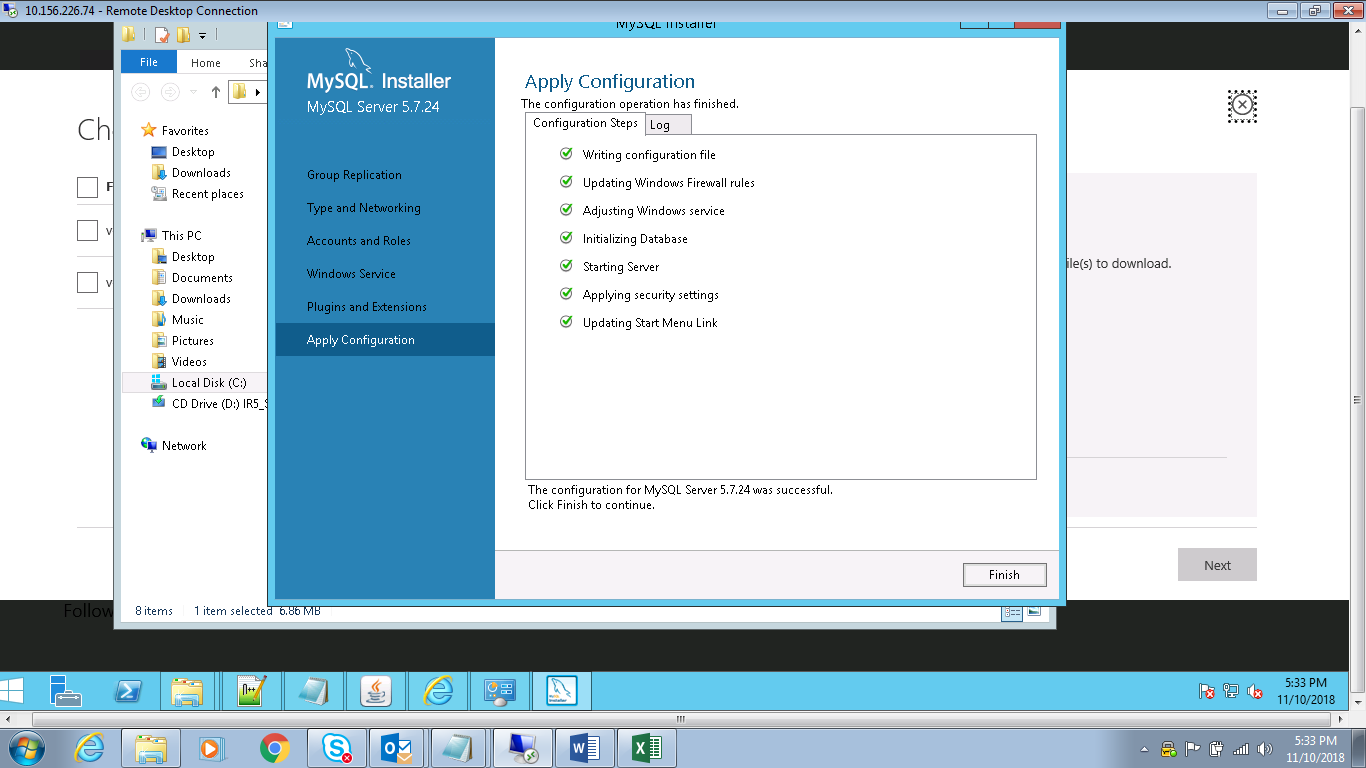 10.156.226.74 - Remote Desktop Connection
MySQL Installer
File
Home
Sha
Favorites
Desktop
Downloads
Recent places
This PC
Desktop
Documents
Downloads
Music
Pictures
Videos
Local Disk (C:)
CD Drive (D:) IR5_S
Network
8 items
1 item selected 6.86 MB
MySQL. Installer
MySQL Server 5.7.24
Group Replication
Type and Networking
Accounts and Roles
Windows Service
Plugins and Extensions
Apply Configuration
Apply Configuration
The configuration operation has finished.
Configuration Steps
Log
Writing configuration file
Updating Windows Firewall rules
Adjusting Windows service
Initializing Database
Starting Server
Applying security settings
Updating Start Menu Link
The configuration for MySQL Server 5.7.24 was successful.
Click Finish to continue.
Finish
Ch
F
v
v
ile(s) to download.
Next
Follow
5:33 PM
11/10/2018
5:33 PM
11/10/2018